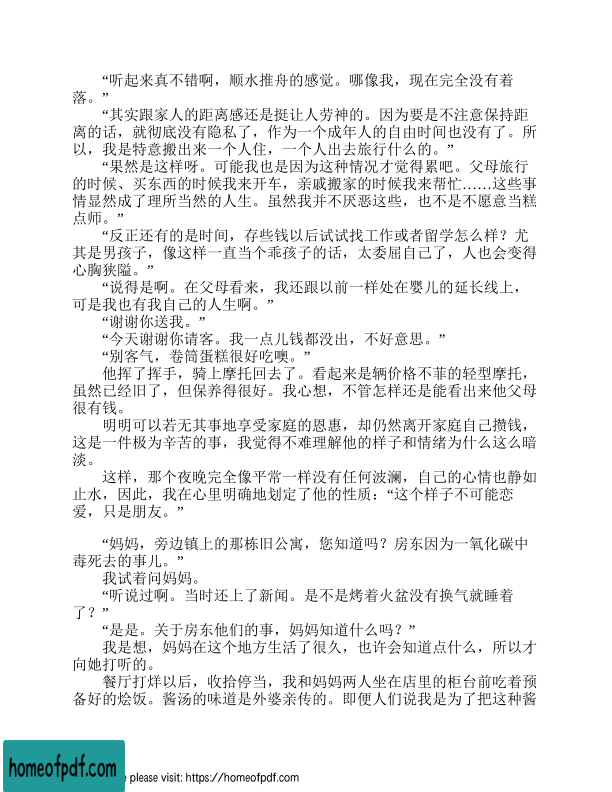 “听起来真不错啊，顺水推舟的感觉。哪像我，现在完全没有着
落。”
“其实跟家人的距离感还是挺让人劳神的。因为要是不注意保持距
离的话，就彻底没有隐私了，作为一个成年人的自由时间也没有了。所
以，我是特意搬出来一个人住，一个人出去旅行什么的。”
“果然是这样呀。可能我也是因为这种情况才觉得累吧。父母旅行
的时候、买东西的时候我来开车，亲戚搬家的时候我来帮忙……这些事
情显然成了理所当然的人生。虽然我并不厌恶这些，也不是不愿意当糕
点师。”
“反正还有的是时间，存些钱以后试试找工作或者留学怎么样？尤
其是男孩子，像这样一直当个乖孩子的话，太委屈自己了，人也会变得
心胸狭隘。”
“说得是啊。在父母看来，我还跟以前一样处在婴儿的延长线上，
可是我也有我自己的人生啊。”
“谢谢你送我。”
“今天谢谢你请客。我一点儿钱都没出，不好意思。”
“别客气，卷筒蛋糕很好吃噢。”
他挥了挥手，骑上摩托回去了。看起来是辆价格不菲的轻型摩托，
虽然已经旧了，但保养得很好。我心想，不管怎样还是能看出来他父母
很有钱。
明明可以若无其事地享受家庭的恩惠，却仍然离开家庭自己攒钱，
这是一件极为辛苦的事，我觉得不难理解他的样子和情绪为什么这么暗
淡。
这样，那个夜晚完全像平常一样没有任何波澜，自己的心情也静如
止水，因此，我在心里明确地划定了他的性质：“这个样子不可能恋
爱，只是朋友。”
“妈妈，旁边镇上的那栋旧公寓，您知道吗？房东因为一氧化碳中
毒死去的事儿。”
我试着问妈妈。
“听说过啊。当时还上了新闻。是不是烤着火盆没有换气就睡着
了？”
“是是。关于房东他们的事，妈妈知道什么吗？”
我是想，妈妈在这个地方生活了很久，也许会知道点什么，所以才
向她打听的。
餐厅打烊以后，收拾停当，我和妈妈两人坐在店里的柜台前吃着预
备好的烩饭。酱汤的味道是外婆亲传的。即便人们说我是为了把这种酱
homeofpdf.com
e please visit: https://homeofpdf.com